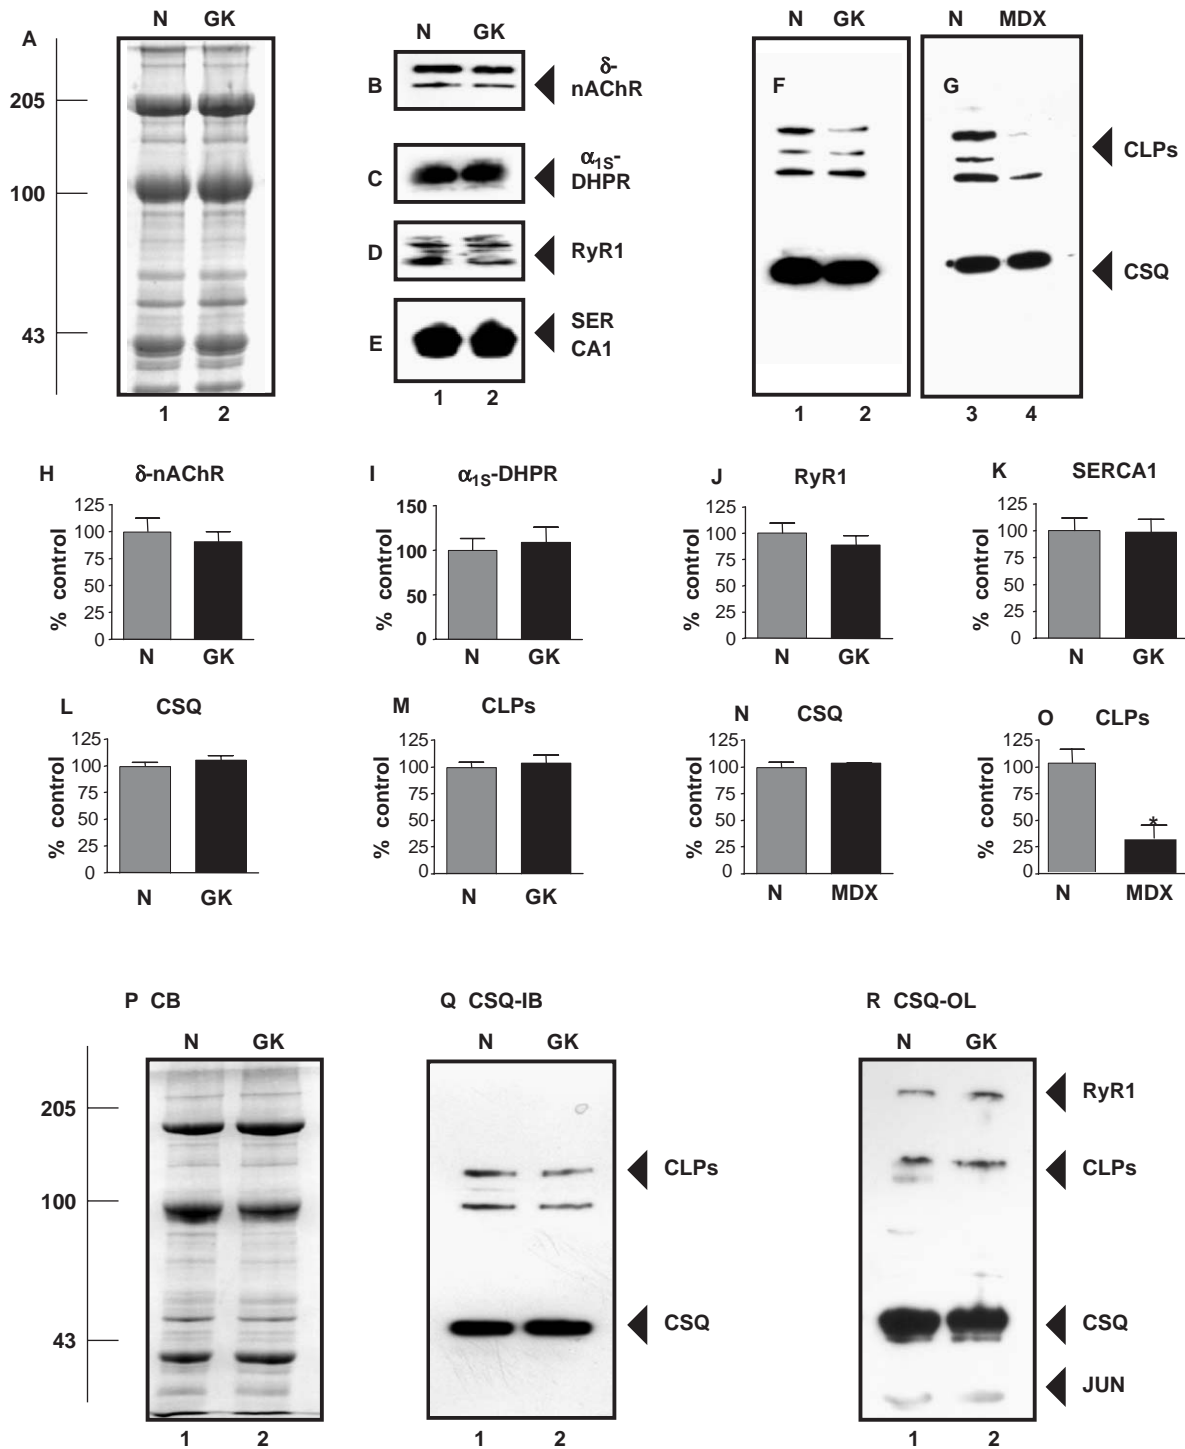 A
N GK
205
100
43
1 2
N GK
B
δ-
nAChR
C
α1S-
DHPR
D
RyR1
E
SER
CA1
1 2
N GK
F
1 2
N MDX
G
CLPs
CSQ
3 4
H δ-nAChR
% control
125
100
75
50
25
0
N GK
I α1S-DHPR
% control
150
100
50
0
N GK
J RyR1
% control
125
100
75
50
25
0
N GK
K SERCA1
% control
125
100
75
50
25
0
N GK
L CSQ
% control
125
100
75
50
25
0
N GK
M CLPs
% control
125
100
75
50
25
0
N GK
N CSQ
% control
125
100
75
50
25
0
N MDX
O CLPs
% control
125
100
75
50
25
0
*
N MDX
P CB
N GK
205
100
43
1 2
Q CSQ-IB
N GK
CLPs
CSQ
1 2
R CSQ-OL
N GK
RyR1
CLPs
CSQ
JUN
1 2